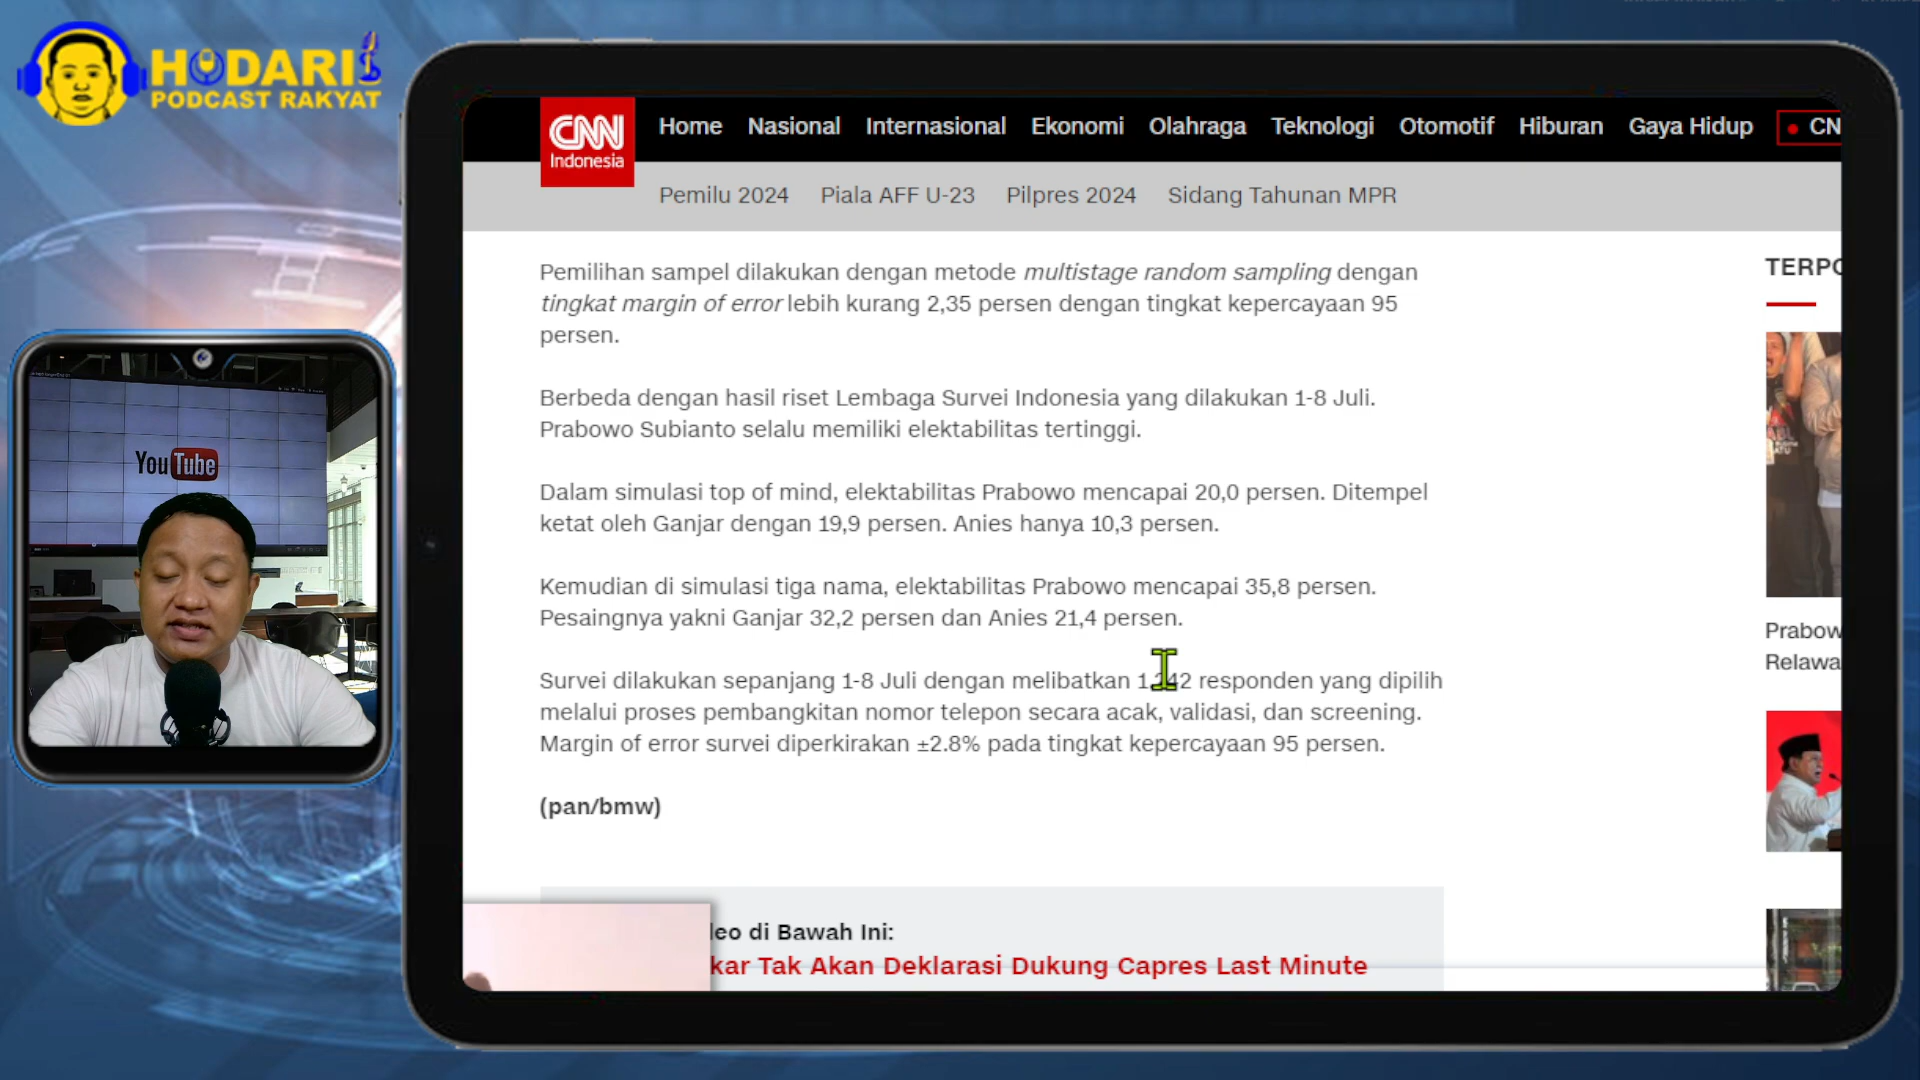 HODARI
PODCAST RAKYAT
CNN
Indonesia
Home Nasional Internasional Ekonomi Olahraga Teknologi Otomotif Hiburan Gaya Hidup CN
Pemilu 2024 Piala AFF U-23 Pilpres 2024 Sidang Tahunan MPR
Pemilihan sampel dilakukan dengan metode multistage random sampling dengan
tingkat margin of error lebih kurang 2,35 persen dengan tingkat kepercayaan 95
persen.
Berbeda dengan hasil riset Lembaga Survei Indonesia yang dilakukan 1-8 Juli.
Prabowo Subianto selalu memiliki elektabilitas tertinggi.
Dalam simulasi top of mind, elektabilitas Prabowo mencapai 20,0 persen. Ditempel
ketat oleh Ganjar dengan 19,9 persen. Anies hanya 10,3 persen.
Kemudian di simulasi tiga nama, elektabilitas Prabowo mencapai 35,8 persen.
Pesaingnya yakni Ganjar 32,2 persen dan Anies 21,4 persen.
Survei dilakukan sepanjang 1-8 Juli dengan melibatkan responden yang dipilih
melalui proses pembangkitan nomor telepon secara acak, validasi, dan screening.
Margin of error survei diperkirakan ±2.8% pada tingkat kepercayaan 95 persen.
(pan/bmw)
leo di Bawah Ini:
kar Tak Akan Deklarasi Dukung Capres Last Minute
TERPO
Prabow
Relawa
YouTube